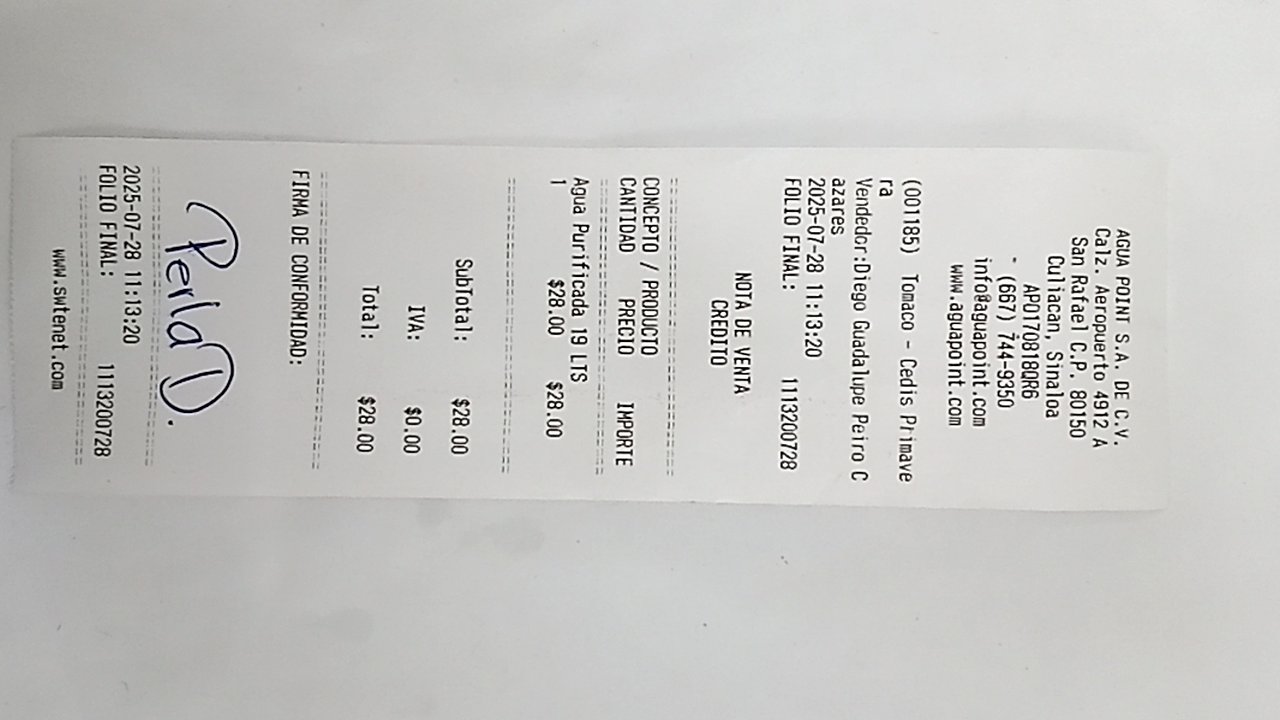 AGUA POINT S.A. DE C.V.
Calz. Aeropuerto 4912 A
San Rafael C.P. 80150
Culiacan, Sinaloa
APO170818QR6
- (667) 744-9350
info@aguapoint.com
www.aguapoint.com
(001185) Tomaco - Cedis Primave
ra
Vendedor:Diego Guadalupe Peiro C
azares
2025-07-28 11:13:20
FOLIO FINAL: 1113200728
NOTA DE VENTA
CREDITO
CONCEPTO / PRODUCTO
CANTIDAD PRECIO IMPORTE
Agua Purificada 19 LTS
1 $28.00 $28.00
SubTotal: $28.00
IVA: $0.00
Total: $28.00
FIRMA DE CONFORMIDAD:
Perla D.
2025-07-28 11:13:20
FOLIO FINAL: 1113200728
www.swtenet.com